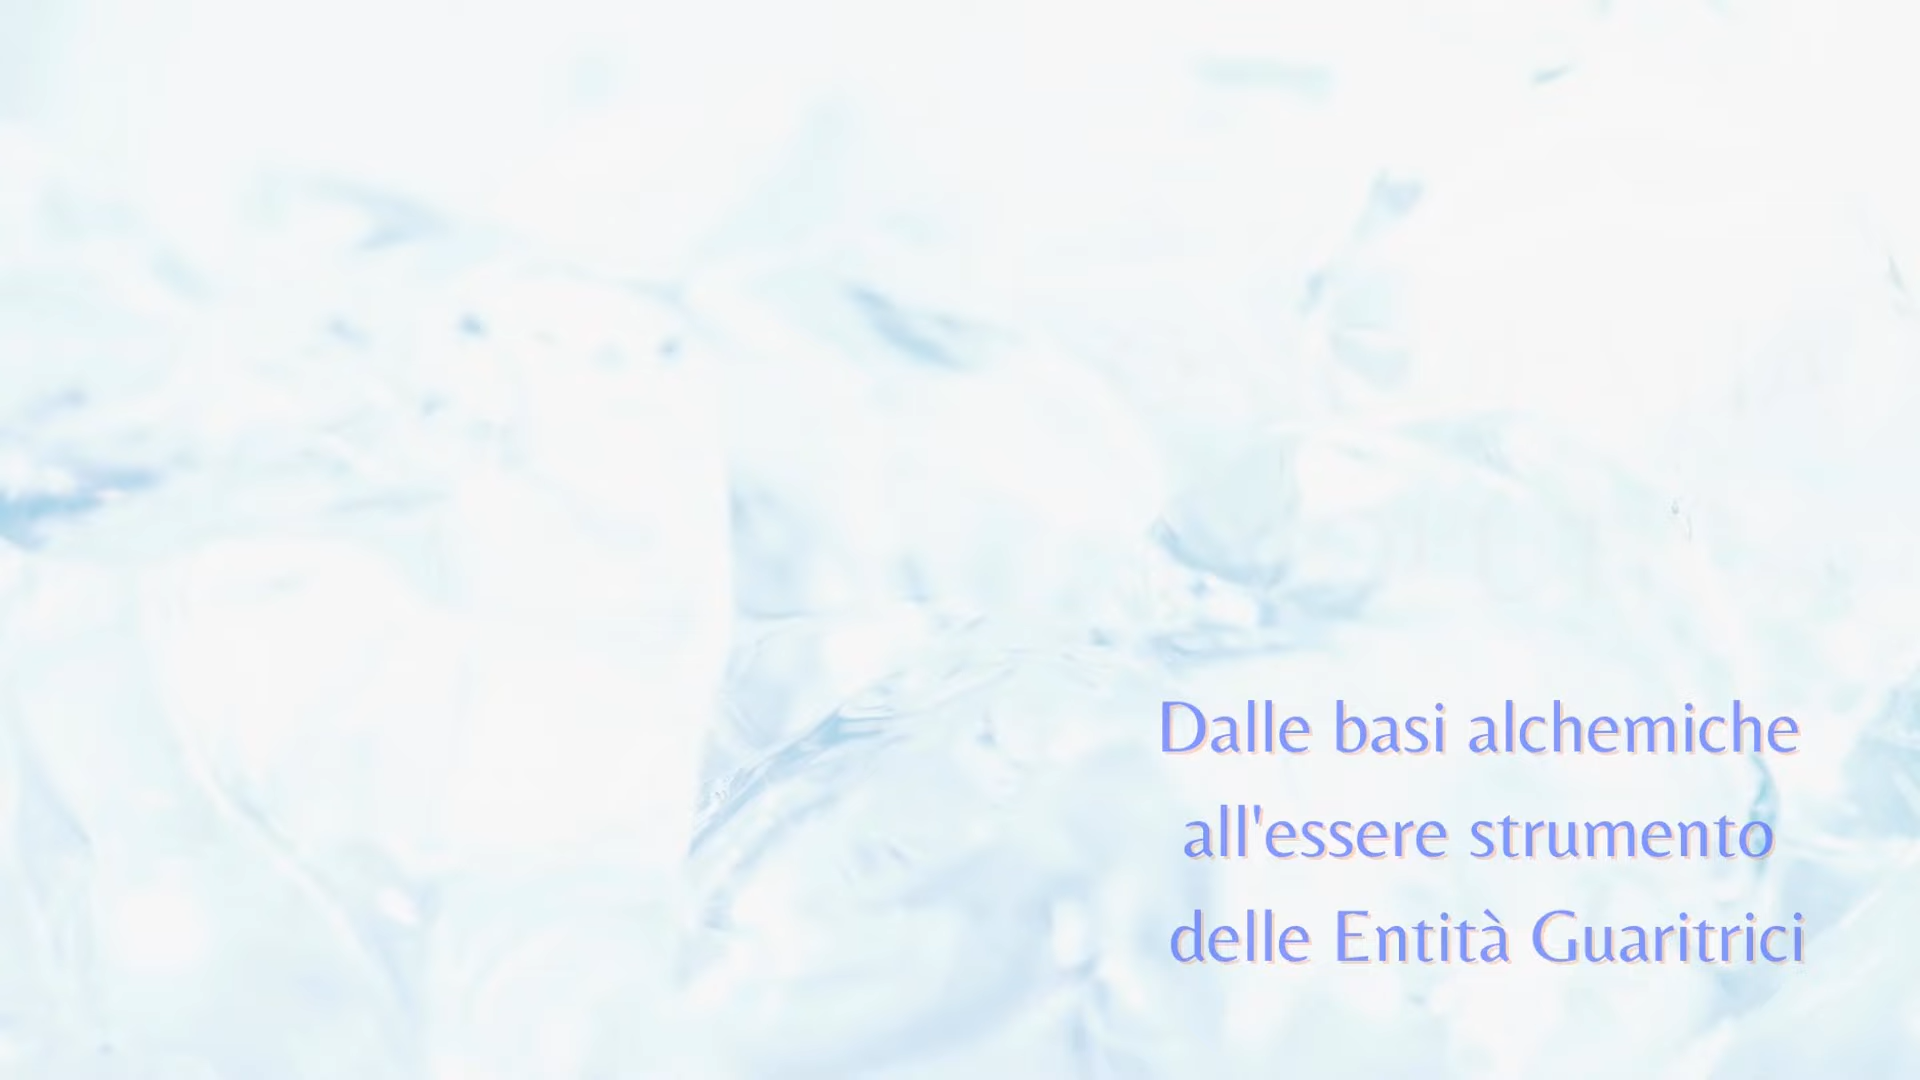 Dalle basi alchemiche
all'essere strumento
delle Entità Guaritrici